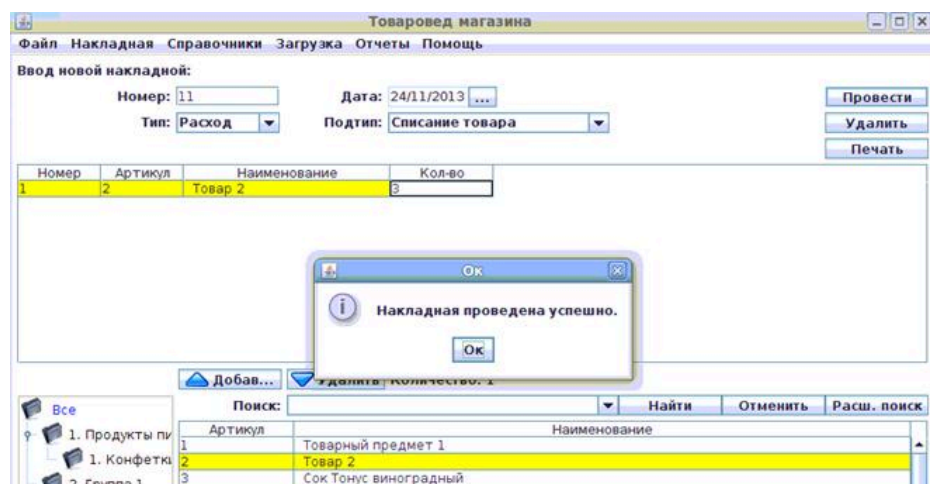 Товаровед магазина
Файл Накладная Справочники Загрузка Отчеты Помощь
Ввод новой накладной:
Номер: 11 Дата: 24/11/2013 ... Провести
Тип: Расход Подтип: Списание товара Удалить
Печать
Номер Артикул Наименование Кол-во
1 2 Товар 2 3
Ок
Накладная проведена успешно.
Ок
Добав... Удалить Количество: 1
Все Поиск: Найти Отменить Расш. поиск
Артикул Наименование
1. Продукты пи 1 Товарный предмет 1
1. Конфетки 2 Товар 2
2. Группа 1 3 Сок Тонус виноградный